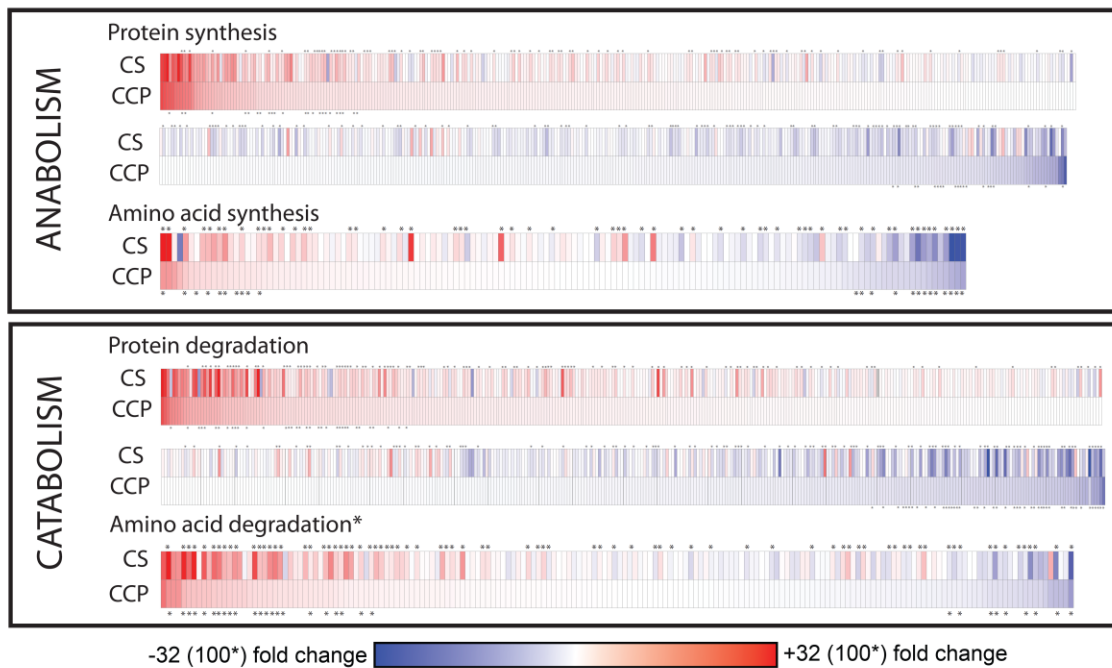 ANABOLISM
Protein synthesis
CS
CCP
CS
CCP
Amino acid synthesis
CS
CCP
CATABOLISM
Protein degradation
CS
CCP
CS
CCP
Amino acid degradation*
CS
CCP
-32 (100*) fold change
+32 (100*) fold change